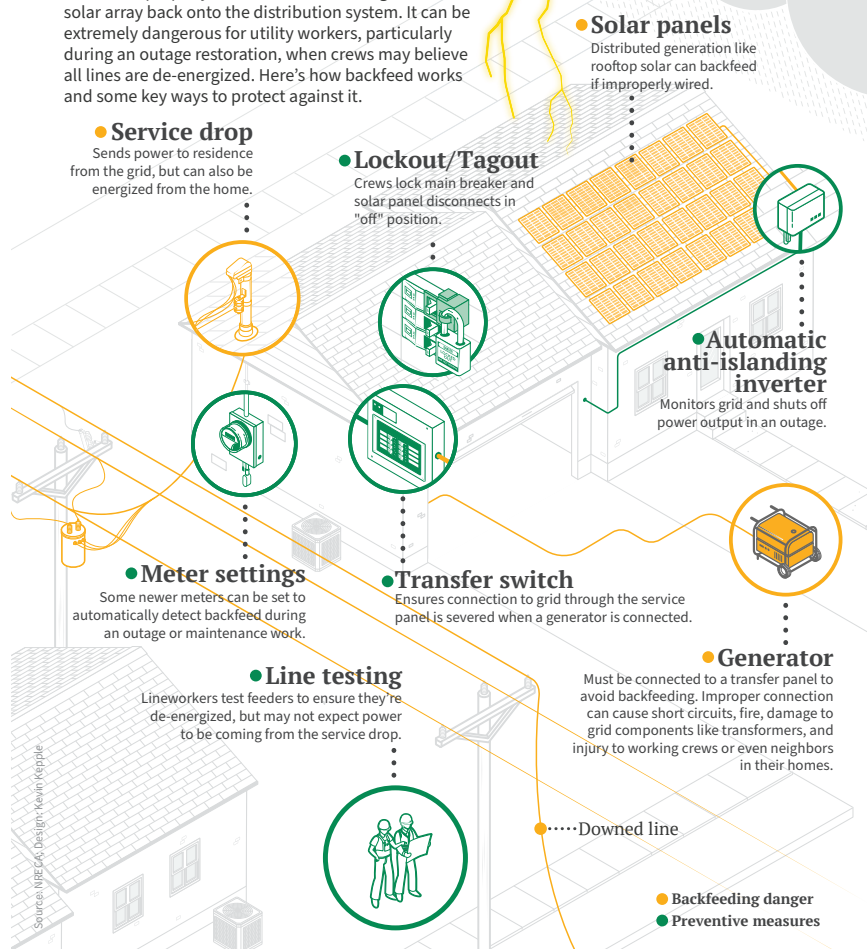 solar array back onto the distribution system. It can be
extremely dangerous for utility workers, particularly
during an outage restoration, when crews may believe
all lines are de-energized. Here's how backfeed works
and some key ways to protect against it.
Solar panels
Distributed generation like
rooftop solar can backfeed
if improperly wired.
Service drop
Sends power to residence
from the grid, but can also be
energized from the home.
Lockout/Tagout
Crews lock main breaker and
solar panel disconnects in
"off" position.
Automatic
anti-islanding
inverter
Monitors grid and shuts off
power output in an outage.
Meter settings
Some newer meters can be set to
automatically detect backfeed during
an outage or maintenance work.
Transfer switch
Ensures connection to grid through the service
panel is severed when a generator is connected.
Generator
Must be connected to a transfer panel to
avoid backfeeding. Improper connection
can cause short circuits, fire, damage to
grid components like transformers, and
injury to working crews or even neighbors
in their homes.
Line testing
Lineworkers test feeders to ensure they're
de-energized, but may not expect power
to be coming from the service drop.
Downed line
Backfeeding danger
Preventive measures
Source: NRECA; Design: Kevin Kepple